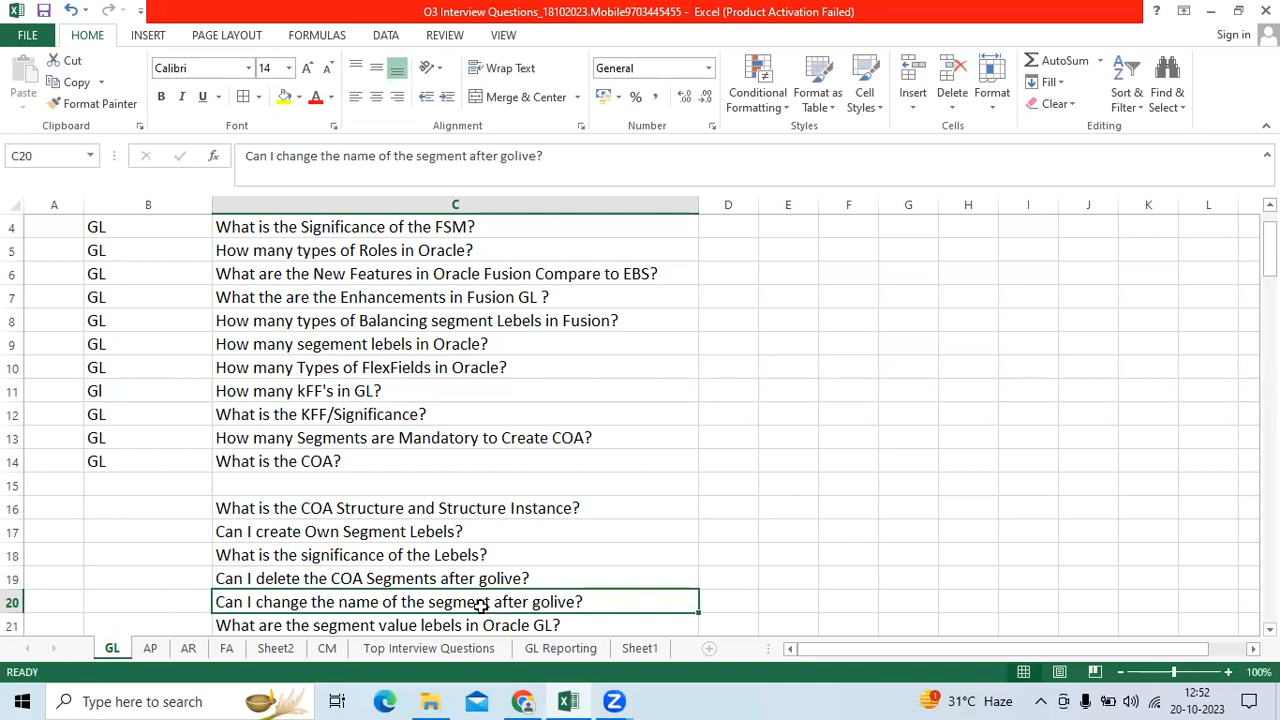 O3 Interview Questions_18102023.Mobile9703445455 - Excel (Product Activation Failed)
FILE HOME INSERT PAGE LAYOUT FORMULAS DATA REVIEW VIEW Sign in
Paste Cut Copy Format Painter
Calibri 14 B I U A
Wrap Text Merge & Center
General %
Conditional Formatting Format as Table Cell Styles
Insert Delete Format
AutoSum Fill Clear Sort & Filter Find & Select
Clipboard Font Alignment Number Styles Cells Editing
C20 fx Can I change the name of the segment after golive?
A B C D E F G H I J K L
4 GL What is the Significance of the FSM?
5 GL How many types of Roles in Oracle?
6 GL What are the New Features in Oracle Fusion Compare to EBS?
7 GL What the are the Enhancements in Fusion GL ?
8 GL How many types of Balancing segment Lebels in Fusion?
9 GL How many segement lebels in Oracle?
10 GL How many Types of FlexFields in Oracle?
11 Gl How many kFF's in GL?
12 GL What is the KFF/Significance?
13 GL How many Segments are Mandatory to Create COA?
14 GL What is the COA?
15
16 What is the COA Structure and Structure Instance?
17 Can I create Own Segment Lebels?
18 What is the significance of the Lebels?
19 Can I delete the COA Segments after golive?
20 Can I change the name of the segment after golive?
21 What are the segment value lebels in Oracle GL?
GL AP AR FA Sheet2 CM Top Interview Questions GL Reporting Sheet1
READY 100%
Type here to search 31°C Haze 12:52
20-10-2023